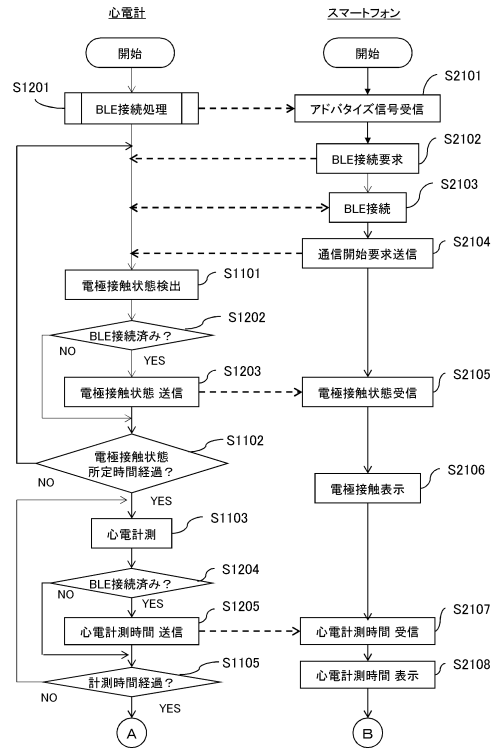 心電計
スマートフォン
開始
開始
S1201
BLE接続処理
S2101
アドバタイズ信号受信
S2102
BLE接続要求
S2103
BLE接続
S2104
通信開始要求送信
S1101
電極接触状態検出
S1202
BLE接続済み？
NO
YES
S1203
電極接触状態 送信
S2105
電極接触状態受信
S1102
電極接触状態
所定時間経過？
NO
YES
S2106
電極接触表示
S1103
心電計測
S1204
BLE接続済み？
NO
YES
S1205
心電計測時間 送信
S2107
心電計測時間 受信
S1105
計測時間経過？
NO
YES
S2108
心電計測時間 表示
A
B